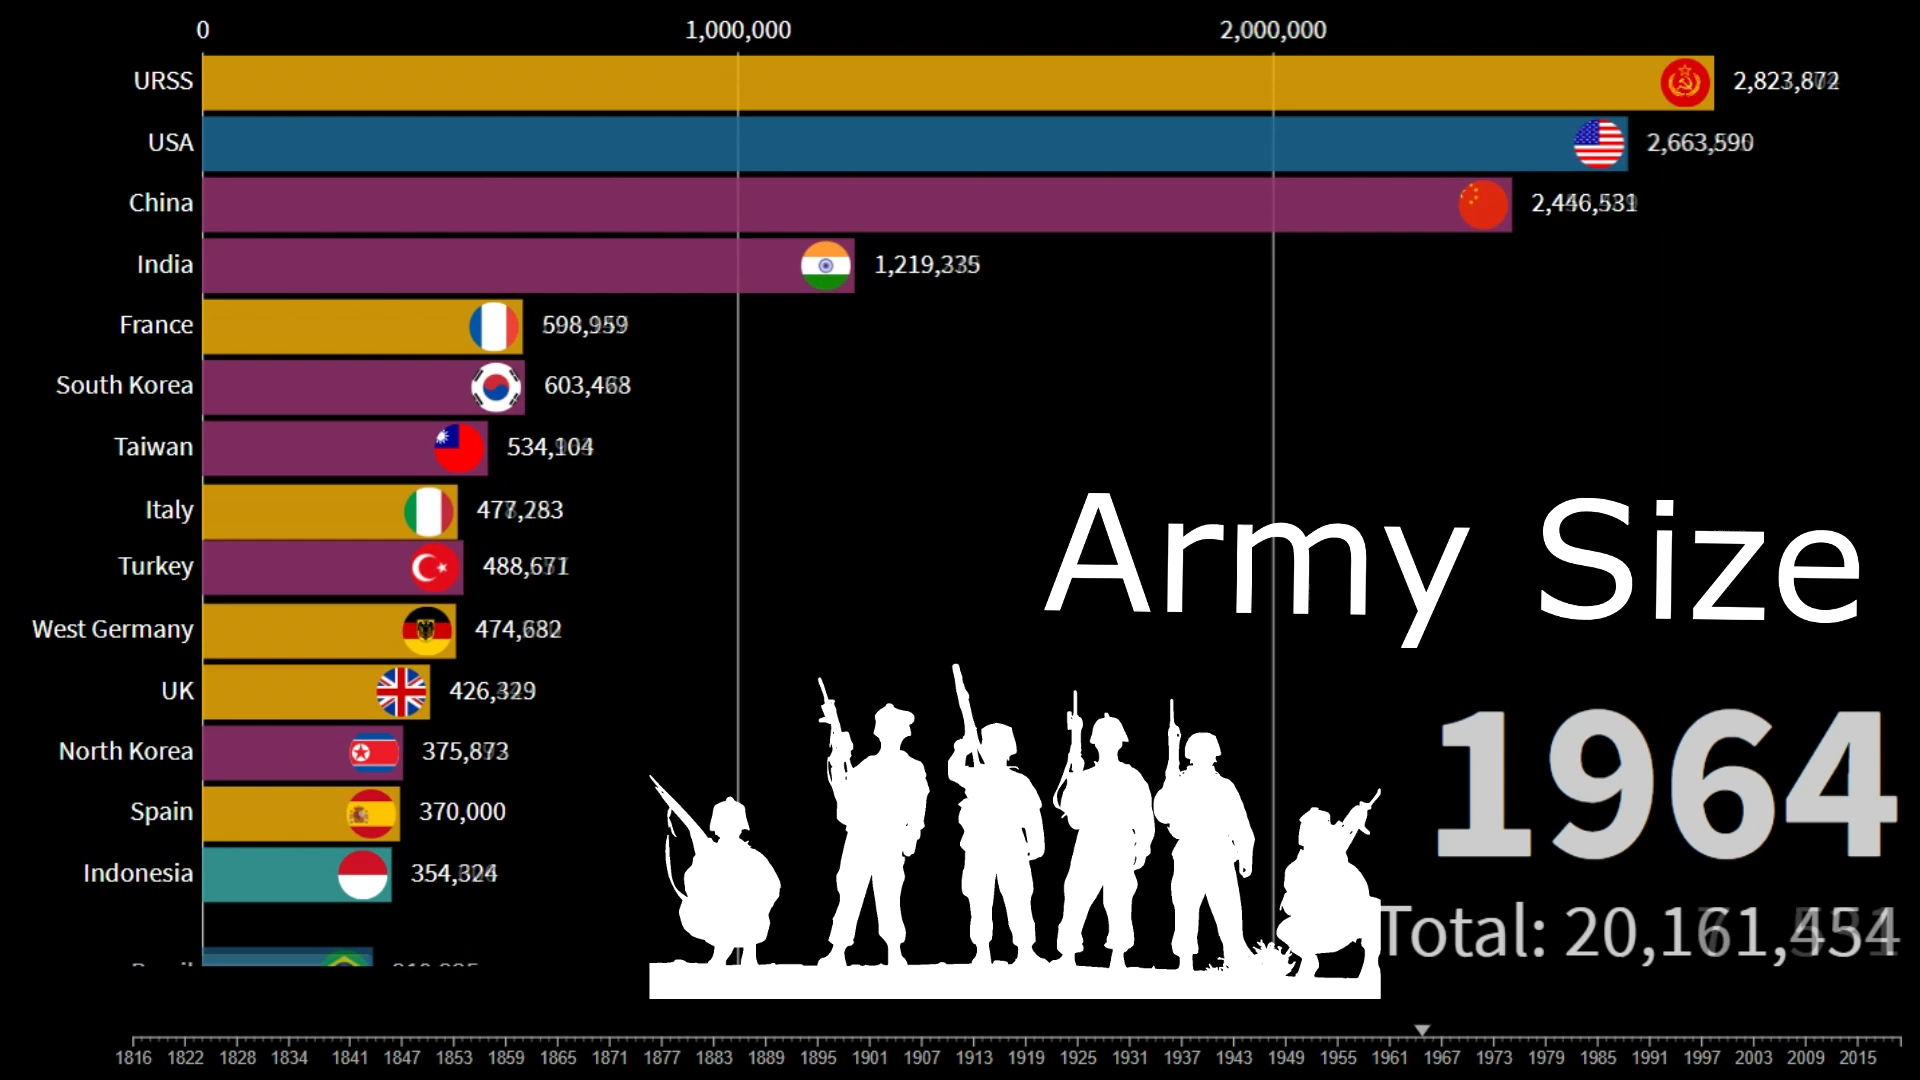 0 1,000,000 2,000,000
URSS 2,823,872
USA 2,663,590
China 2,446,531
India 1,219,335
France 598,959
South Korea 603,468
Taiwan 534,104
Italy 477,283
Turkey 488,671
West Germany 474,682
UK 426,329
North Korea 375,873
Spain 370,000
Indonesia 354,324
Army Size
1964
Total: 20,161,454
1816 1822 1828 1834 1841 1847 1853 1859 1865 1871 1877 1883 1889 1895 1901 1907 1913 1919 1925 1931 1937 1943 1949 1955 1961 1967 1973 1979 1985 1991 1997 2003 2009 2015